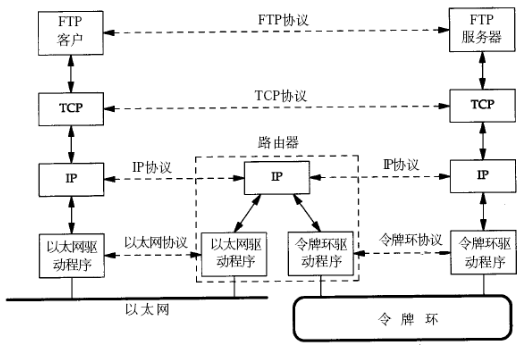 FTP
客户
FTP协议
FTP
服务器
TCP
TCP协议
TCP
路由器
IP
IP协议
IP
IP协议
IP
以太网驱
动程序
以太网协议
以太网驱
动程序
令牌环驱
动程序
令牌环协议
令牌环驱
动程序
以太网
令牌环